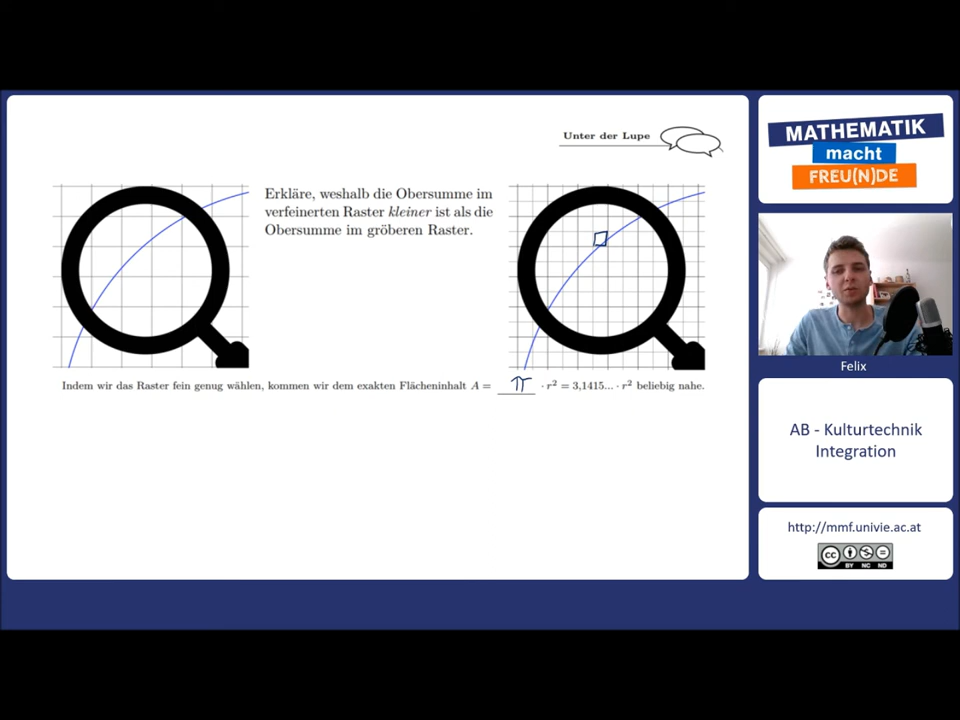 Unter der Lupe
Erkläre, weshalb die Obersumme im
verfeinerten Raster kleiner ist als die
Obersumme im gröberen Raster.
Indem wir das Raster fein genug wählen, kommen wir dem exakten Flächeninhalt A = π · r² = 3,1415... · r² beliebig nahe.
MATHEMATIK
macht
FREU(N)DE
Felix
AB - Kulturtechnik
Integration
http://mmf.univie.ac.at
cc
BY NC ND